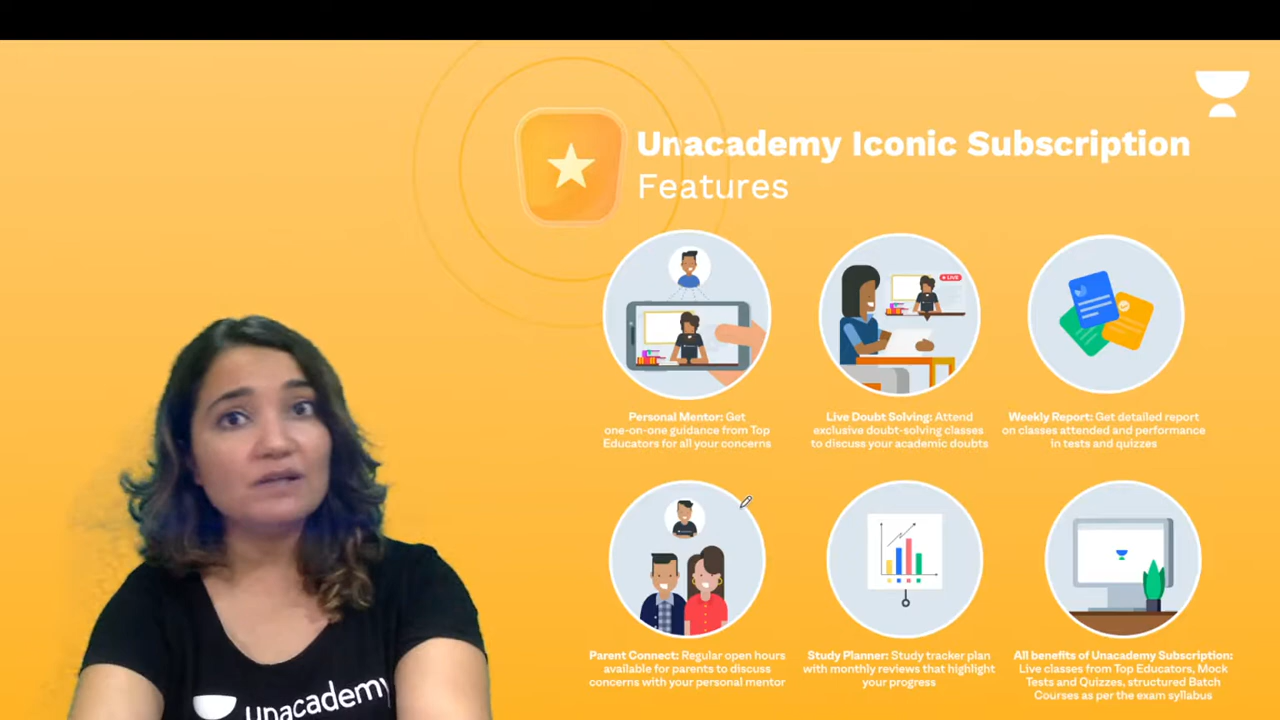 Unacademy Iconic Subscription
Features
LIVE
Personal Mentor: Get
one-on-one guidance from Top
Educators for all your concerns
Live Doubt Solving: Attend
exclusive doubt-solving classes
to discuss your academic doubts
Weekly Report: Get detailed report
on classes attended and performance
in tests and quizzes
Parent Connect: Regular open hours
available for parents to discuss
concerns with your personal mentor
Study Planner: Study tracker plan
with monthly reviews that highlight
your progress
All benefits of Unacademy Subscription:
Live classes from Top Educators, Mock
Tests and Quizzes, structured Batch
Courses as per the exam syllabus
unacademy